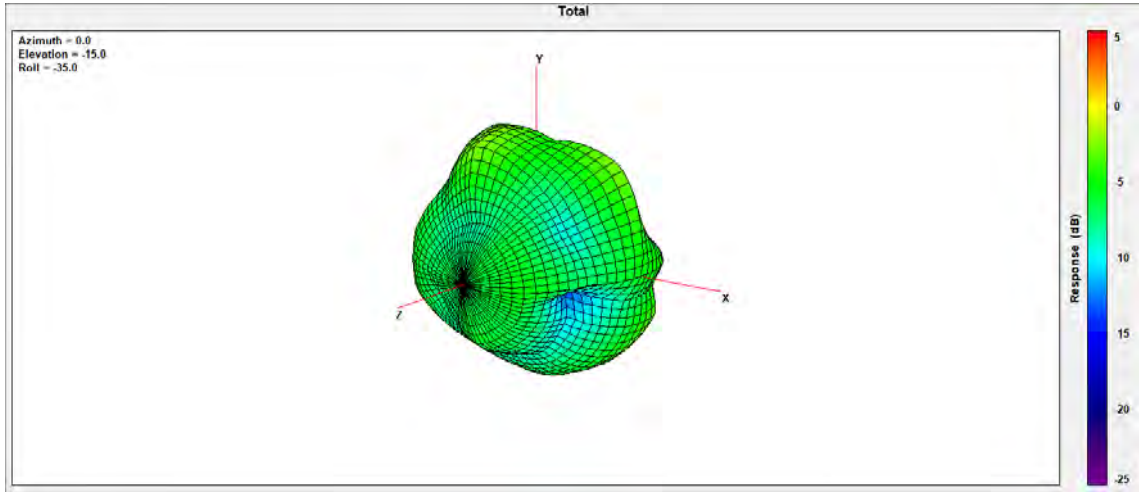 Total
Azimuth = 0.0
Elevation = -15.0
Roll = -35.0
Y
X
Z
5
0
5
10
15
-20
-25
Response (dB)